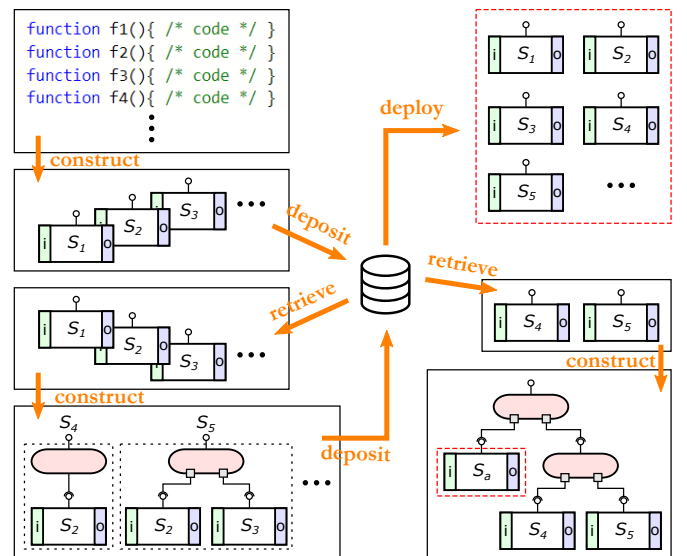 function f1(){ /* code */ }
function f2(){ /* code */ }
function f3(){ /* code */ }
function f4(){ /* code */ }
construct
i S1 o
i S2 o
i S3 o
deposit
retrieve
i S1 o
i S2 o
i S3 o
construct
S4
i S2 o
S5
i S2 o
i S3 o
deposit
deploy
i S1 o
i S2 o
i S3 o
i S4 o
i S5 o
retrieve
i S4 o
i S5 o
construct
i Sa o
i S4 o
i S5 o